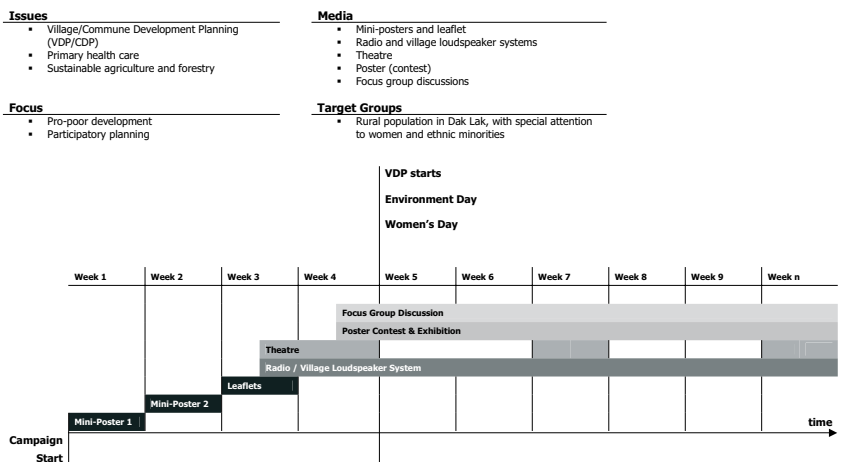 Issues
▪ Village/Commune Development Planning
(VDP/CDP)
▪ Primary health care
▪ Sustainable agriculture and forestry
Media
▪ Mini-posters and leaflet
▪ Radio and village loudspeaker systems
▪ Theatre
▪ Poster (contest)
▪ Focus group discussions
Focus
▪ Pro-poor development
▪ Participatory planning
Target Groups
▪ Rural population in Dak Lak, with special attention
to women and ethnic minorities
VDP starts
Environment Day
Women's Day
Week 1 Week 2 Week 3 Week 4 Week 5 Week 6 Week 7 Week 8 Week 9 Week n
Focus Group Discussion
Poster Contest & Exhibition
Theatre
Radio / Village Loudspeaker System
Leaflets
Mini-Poster 2
Mini-Poster 1
time
Campaign
Start